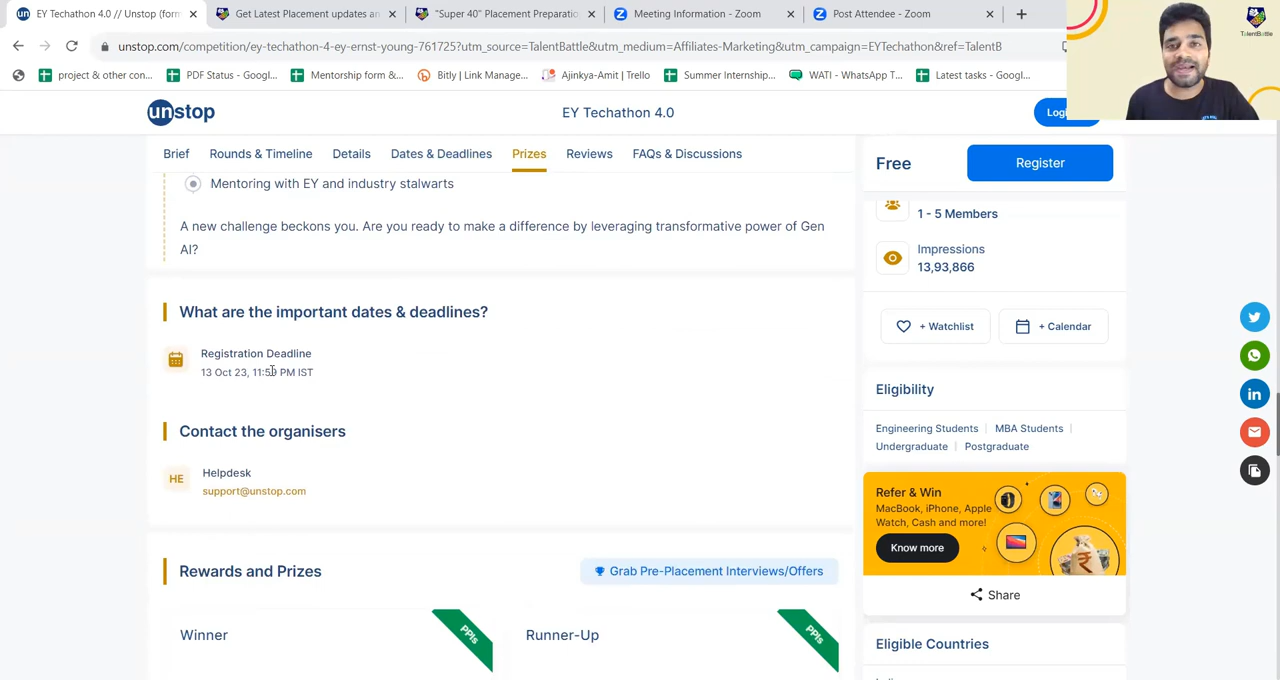 EY Techathon 4.0 // Unstop (form
Get Latest Placement updates an
"Super 40" Placement Preparatio
Meeting Information - Zoom
Post Attendee - Zoom
unstop.com/competition/ey-techathon-4-ey-ernst-young-761725?utm_source=TalentBattle&utm_medium=Affiliates-Marketing&utm_campaign=EYTechathon&ref=TalentB
project & other con...
PDF Status - Googl...
Mentorship form &...
Bitly | Link Manage...
Ajinkya-Amit | Trello
Summer Internship...
WATI - WhatsApp T...
Latest tasks - Googl...
TalentBattle
unstop
EY Techathon 4.0
Logi
Brief
Rounds & Timeline
Details
Dates & Deadlines
Prizes
Reviews
FAQs & Discussions
Free
Register
Mentoring with EY and industry stalwarts
A new challenge beckons you. Are you ready to make a difference by leveraging transformative power of Gen
AI?
1 - 5 Members
Impressions
13,93,866
+ Watchlist
+ Calendar
What are the important dates & deadlines?
Registration Deadline
13 Oct 23, 11:59 PM IST
Contact the organisers
HE
Helpdesk
support@unstop.com
Eligibility
Engineering Students
MBA Students
Undergraduate
Postgraduate
Refer & Win
MacBook, iPhone, Apple
Watch, Cash and more!
Know more
Share
Rewards and Prizes
Grab Pre-Placement Interviews/Offers
Winner
PPIs
Runner-Up
PPIs
Eligible Countries